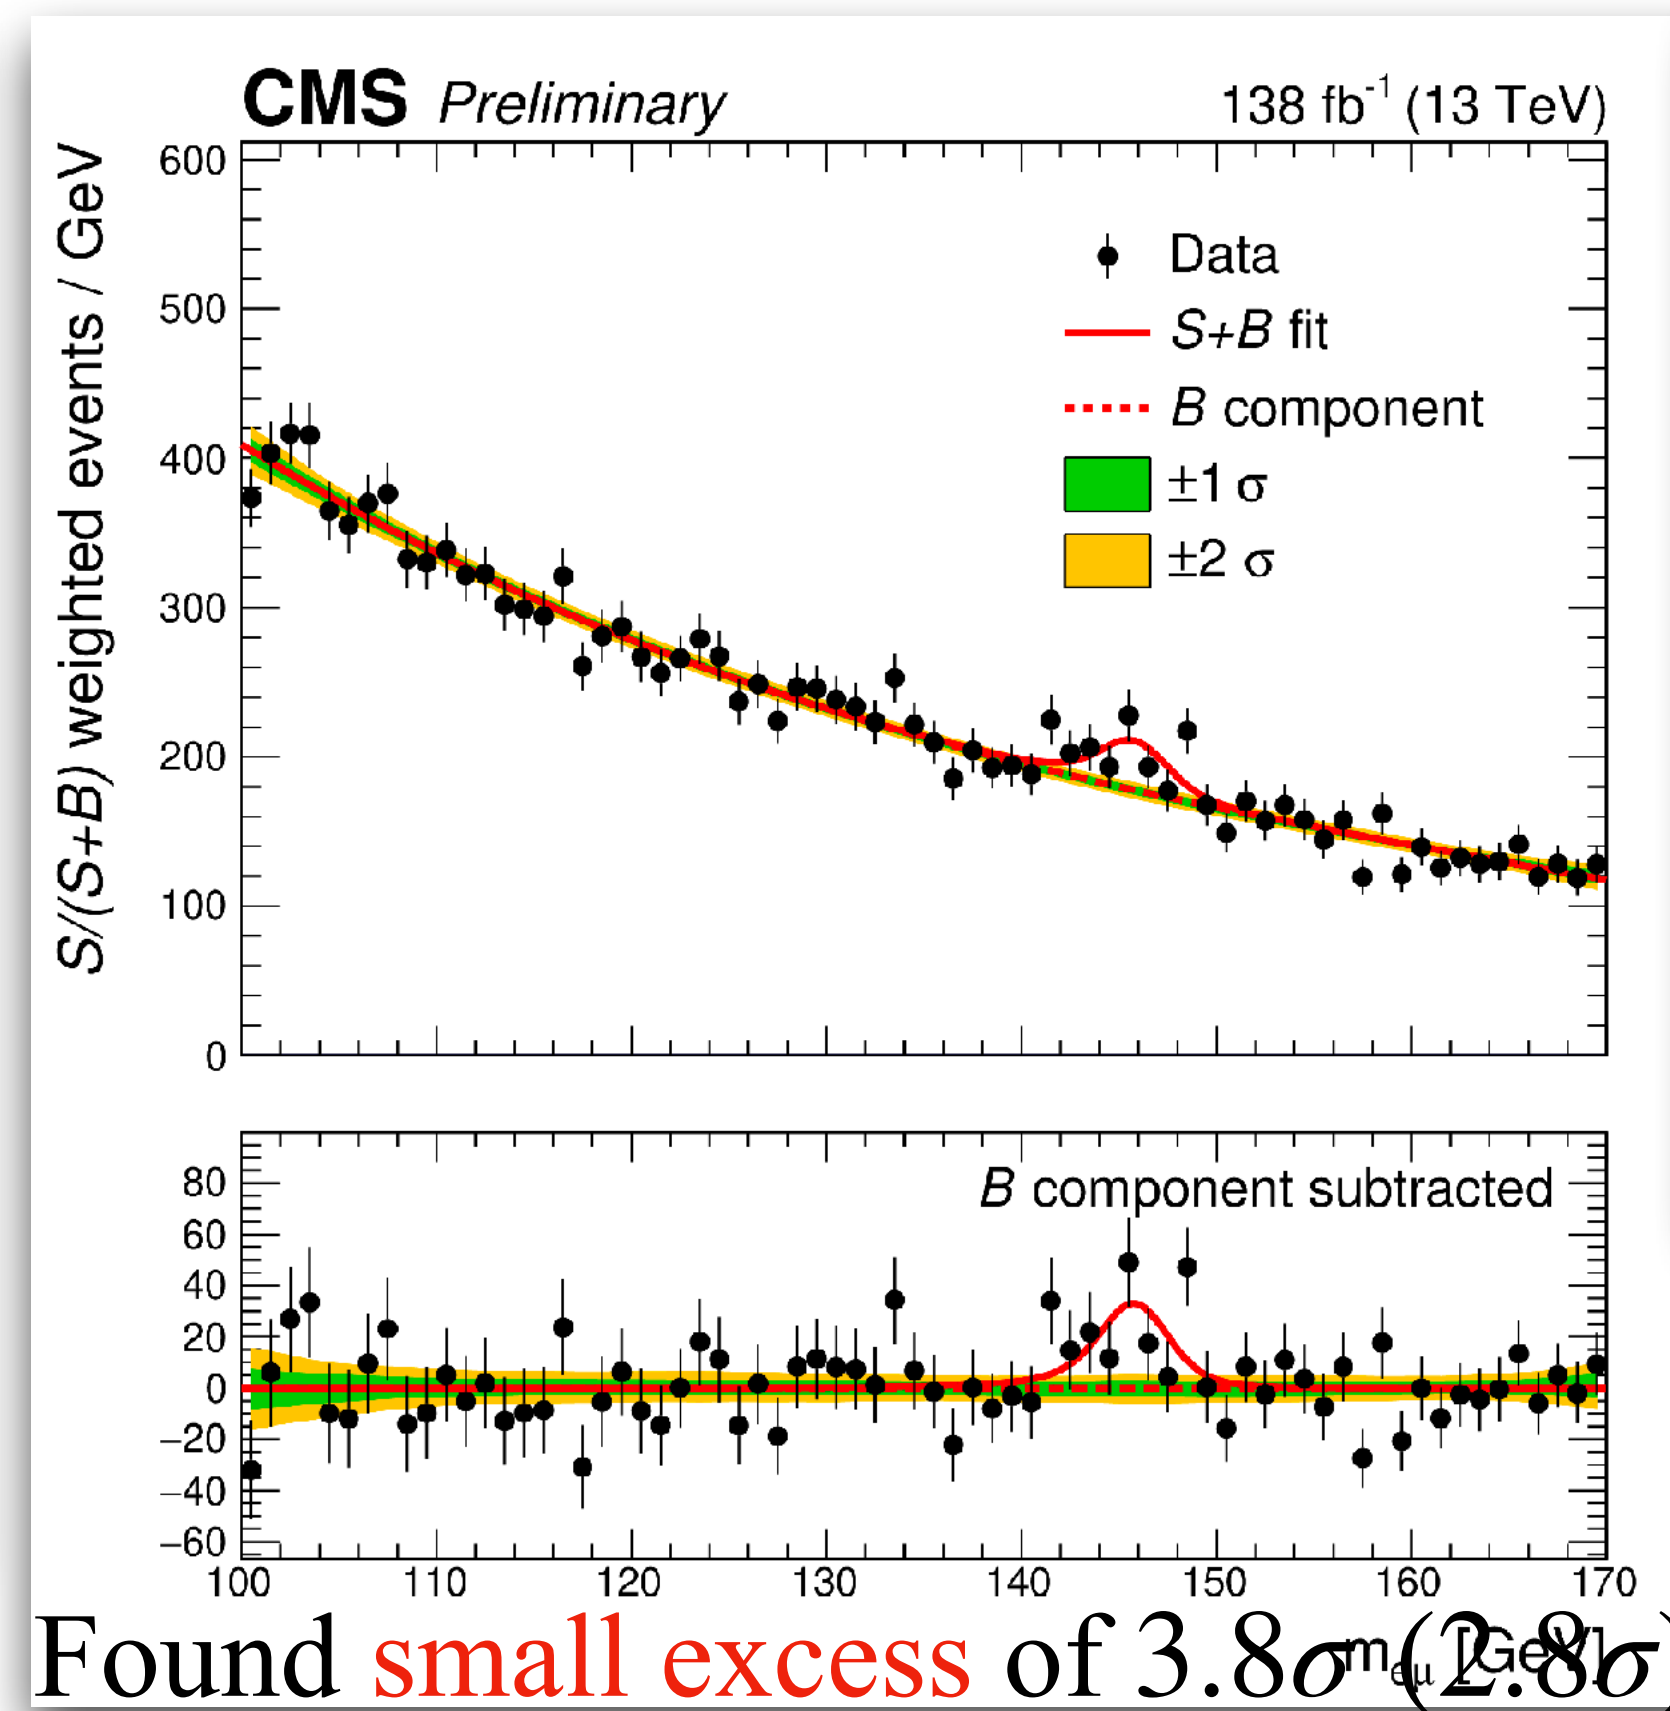 CMS Preliminary
138 fb⁻¹ (13 TeV)
S/(S+B) weighted events / GeV
600
500
400
300
200
100
0
Data
S+B fit
B component
±1 σ
±2 σ
B component subtracted
80
60
40
20
0
−20
−40
−60
100 110 120 130 140 150 160 170
m_eμ [GeV]
Found small excess of 3.8σ (2.8σ)